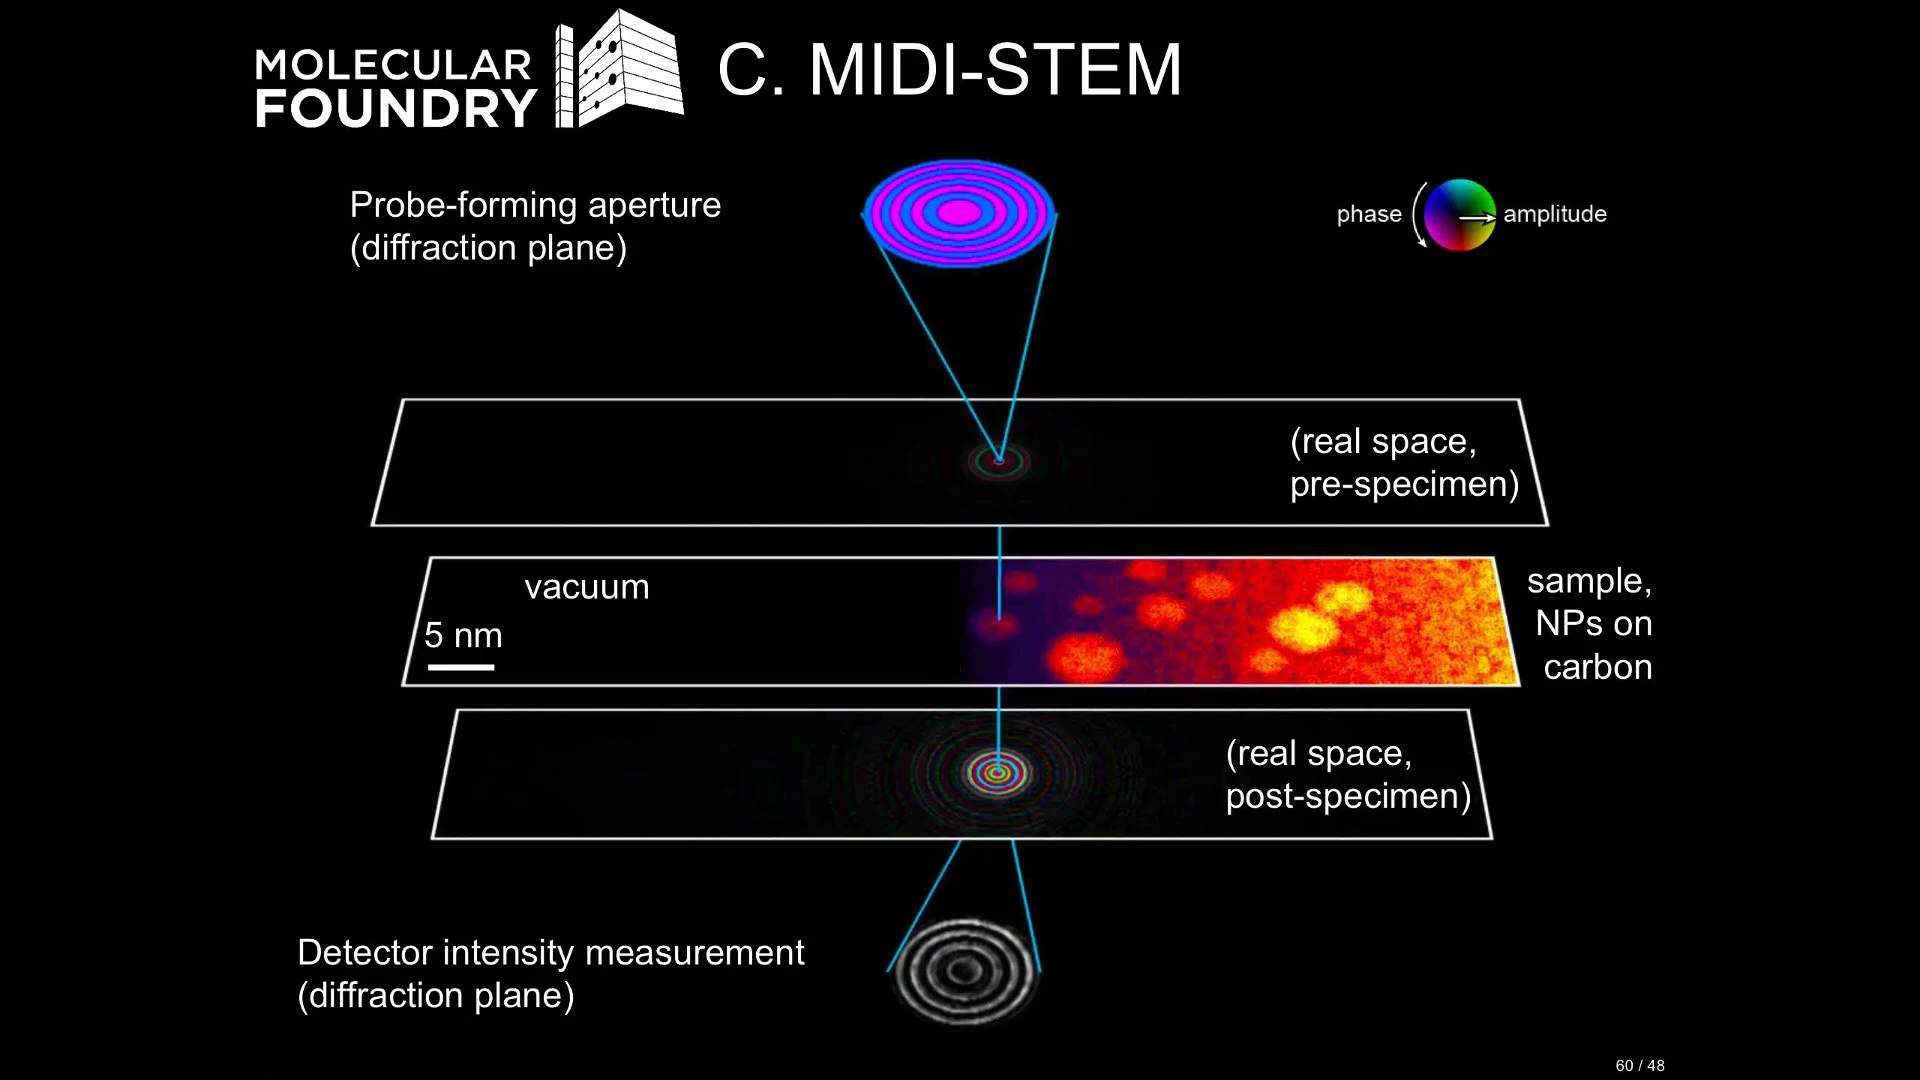 MOLECULAR
FOUNDRY
C. MIDI-STEM
Probe-forming aperture
(diffraction plane)
phase
amplitude
(real space,
pre-specimen)
vacuum
5 nm
sample,
NPs on
carbon
(real space,
post-specimen)
Detector intensity measurement
(diffraction plane)
60 / 48